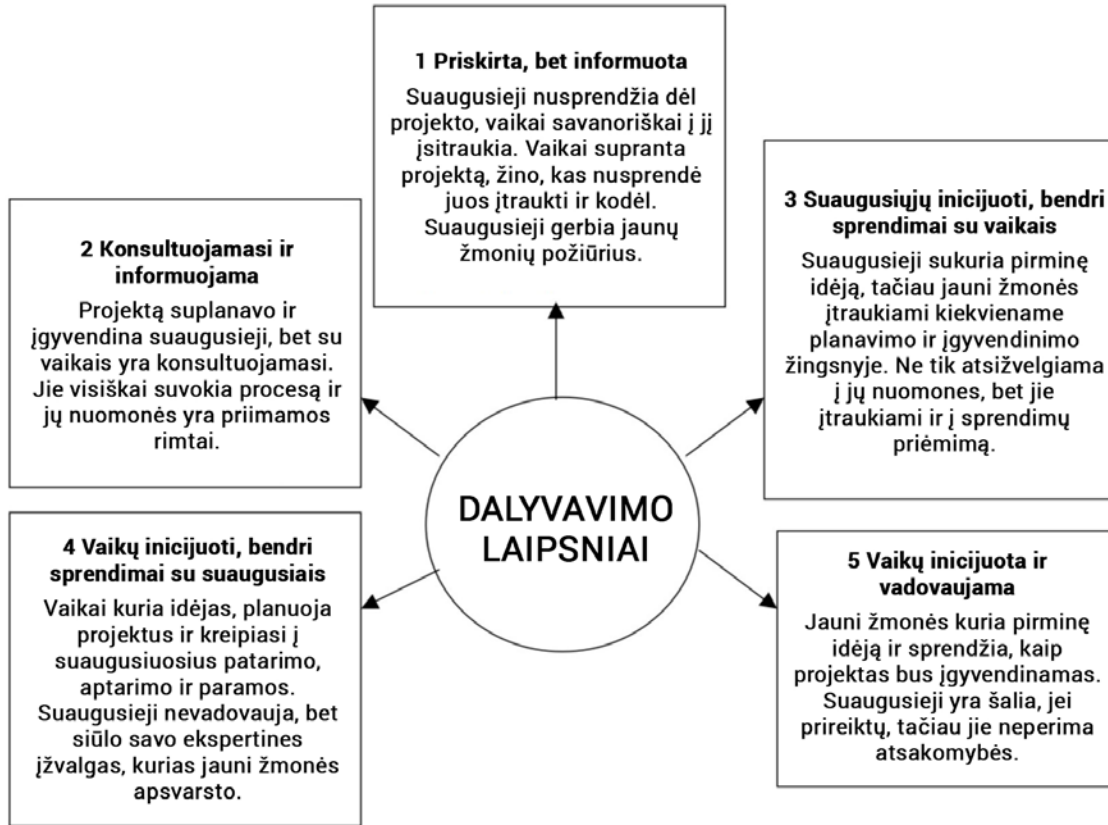 1 Priskirta, bet informuota
Suaugusieji nusprendžia dėl
projekto, vaikai savanoriškai į jį
įsitraukia. Vaikai supranta
projektą, žino, kas nusprendė
juos įtraukti ir kodėl.
Suaugusieji gerbia jaunų
žmonių požiūrius.
2 Konsultuojamasi ir
informuojama
Projektą suplanavo ir
įgyvendina suaugusieji, bet su
vaikais yra konsultuojamasi.
Jie visiškai suvokia procesą ir
jų nuomonės yra priimamos
rimtai.
3 Suaugusiųjų inicijuoti, bendri
sprendimai su vaikais
Suaugusieji sukuria pirminę
idėją, tačiau jauni žmonės
įtraukiami kiekviename
planavimo ir įgyvendinimo
žingsnyje. Ne tik atsižvelgiama
į jų nuomones, bet jie
įtraukiami ir į sprendimų
priėmimą.
DALYVAVIMO
LAIPSNIAI
4 Vaikų inicijuoti, bendri
sprendimai su suaugusiais
Vaikai kuria idėjas, planuoja
projektus ir kreipiasi į
suaugusiuosius patarimo,
aptarimo ir paramos.
Suaugusieji nevadovauja, bet
siūlo savo ekspertines
įžvalgas, kurias jauni žmonės
apsvarsto.
5 Vaikų inicijuota ir
vadovaujama
Jauni žmonės kuria pirminę
idėją ir sprendžia, kaip
projektas bus įgyvendinamas.
Suaugusieji yra šalia, jei
prireiktų, tačiau jie neperima
atsakomybės.